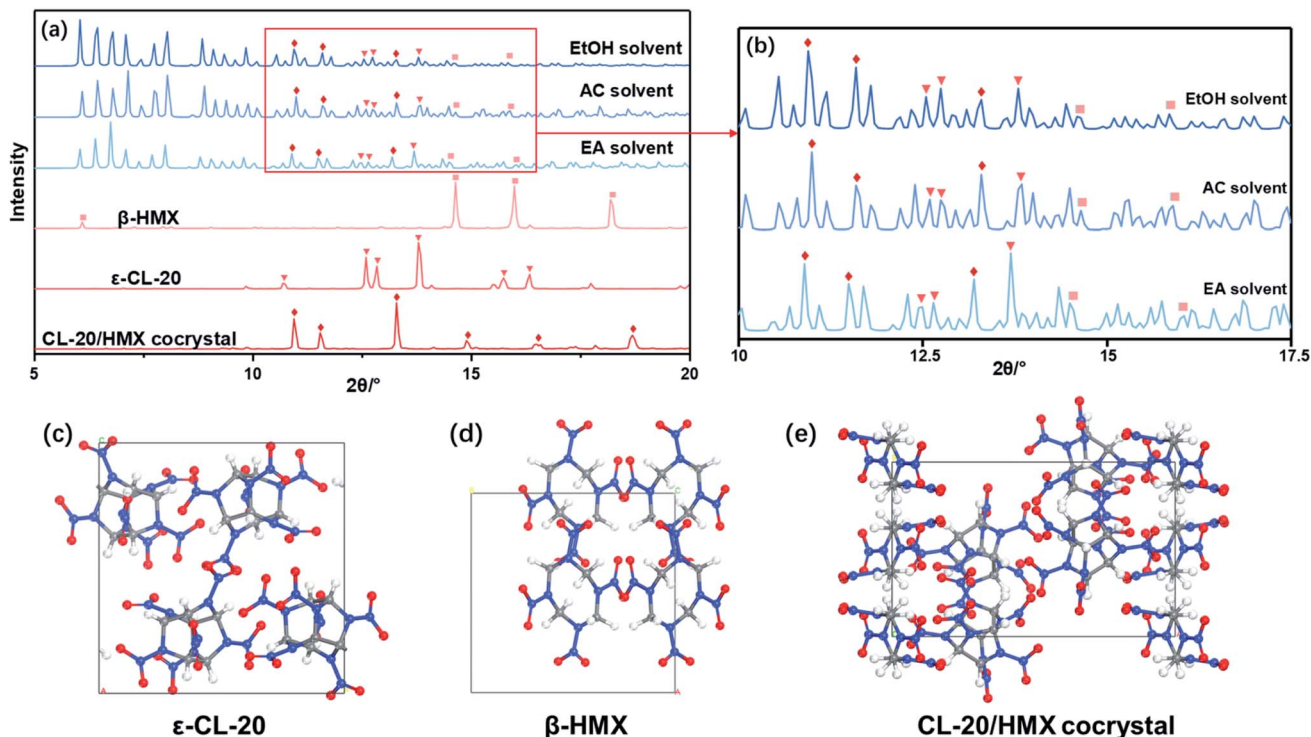 (a)
EtOH solvent
AC solvent
EA solvent
β-HMX
ε-CL-20
CL-20/HMX cocrystal
Intensity
5 10 15 20
2θ/°
(b)
EtOH solvent
AC solvent
EA solvent
10 12.5 15 17.5
2θ/°
(c)
(d)
(e)
ε-CL-20
β-HMX
CL-20/HMX cocrystal